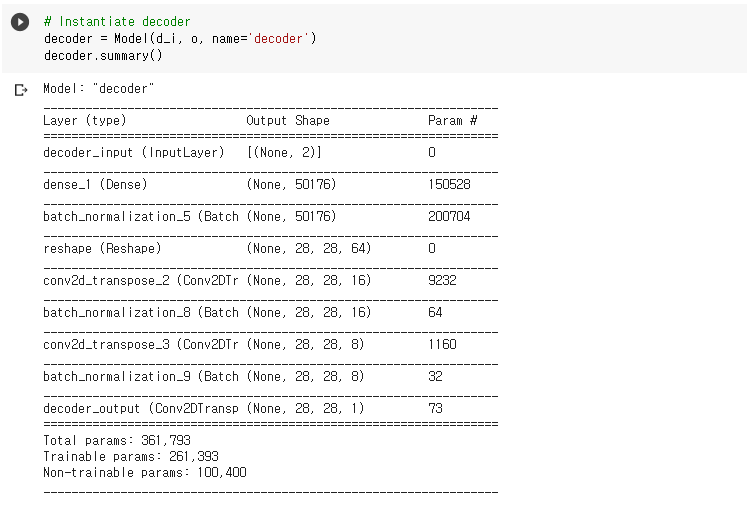 # Instantiate decoder
decoder = Model(d_i, o, name='decoder')
decoder.summary()
Model: "decoder"
_________________________________________________________________
Layer (type)                 Output Shape              Param #
=================================================================
decoder_input (InputLayer)   [(None, 2)]               0
_________________________________________________________________
dense_1 (Dense)              (None, 50176)             150528
_________________________________________________________________
batch_normalization_5 (Batch (None, 50176)             200704
_________________________________________________________________
reshape (Reshape)            (None, 28, 28, 64)        0
_________________________________________________________________
conv2d_transpose_2 (Conv2DTr (None, 28, 28, 16)        9232
_________________________________________________________________
batch_normalization_8 (Batch (None, 28, 28, 16)        64
_________________________________________________________________
conv2d_transpose_3 (Conv2DTr (None, 28, 28, 8)         1160
_________________________________________________________________
batch_normalization_9 (Batch (None, 28, 28, 8)         32
_________________________________________________________________
decoder_output (Conv2DTransp (None, 28, 28, 1)         73
=================================================================
Total params: 361,793
Trainable params: 261,393
Non-trainable params: 100,400
_________________________________________________________________